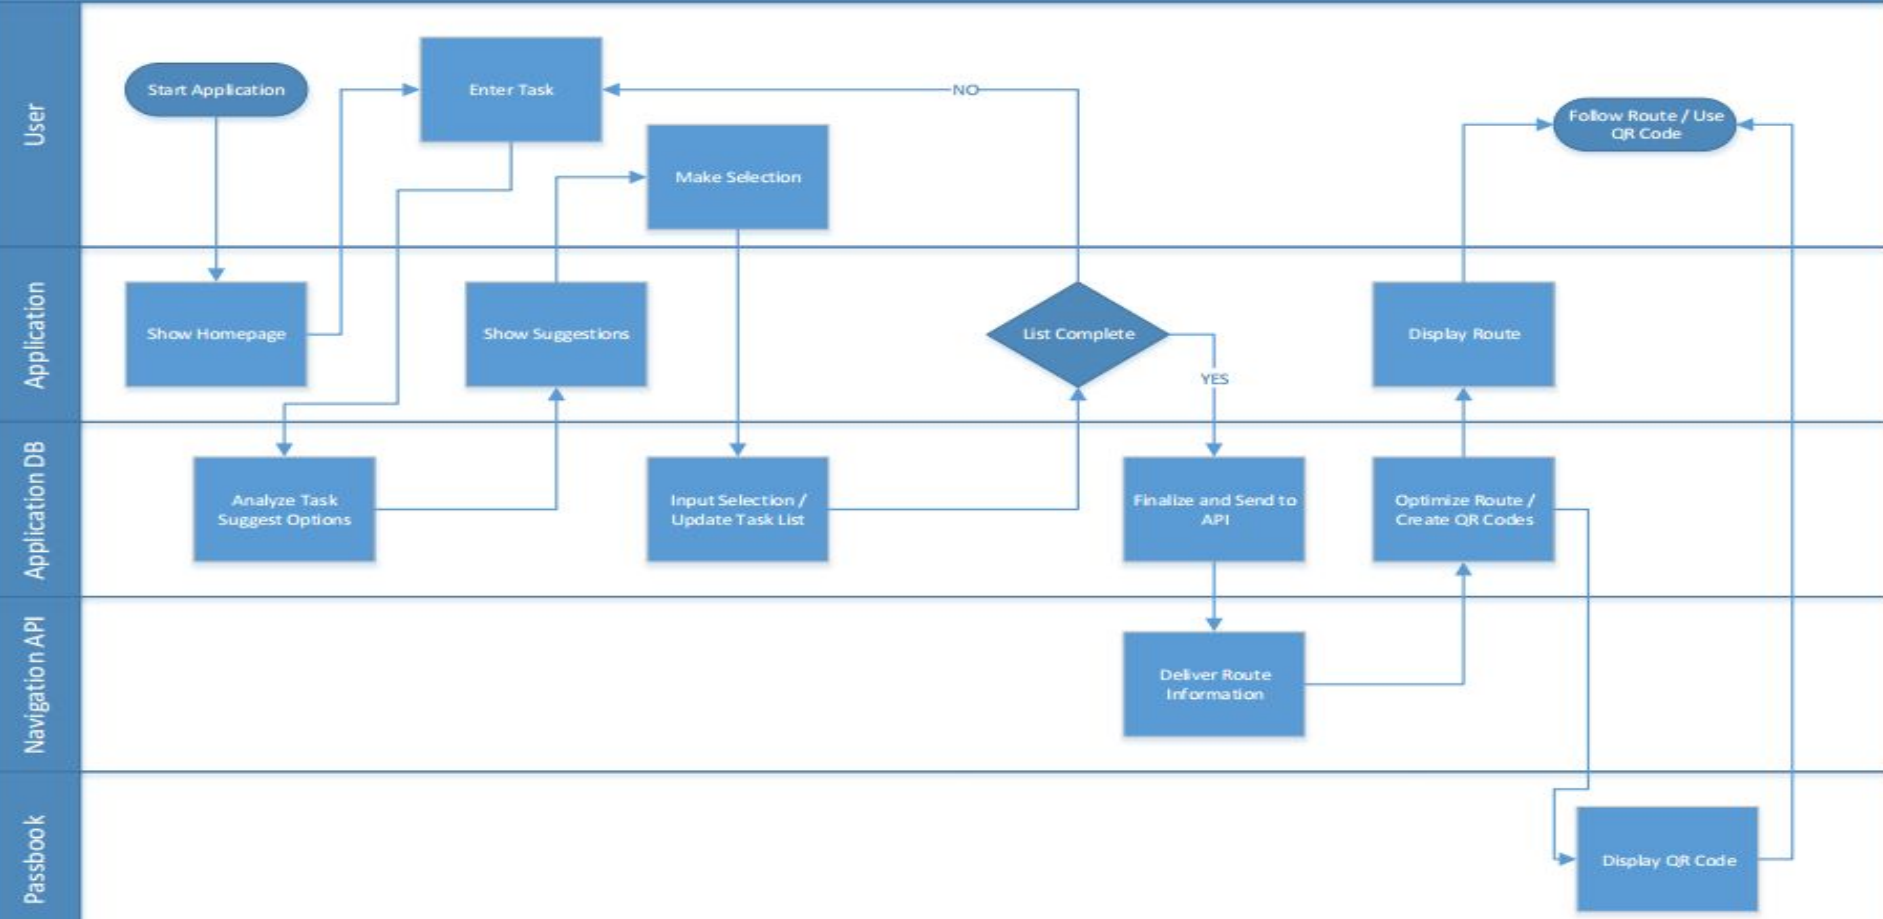 User
Start Application
Enter Task
NO
Make Selection
Follow Route / Use
QR Code
Application
Show Homepage
Show Suggestions
List Complete
YES
Display Route
Application DB
Analyze Task
Suggest Options
Input Selection /
Update Task List
Finalize and Send to
API
Optimize Route /
Create QR Codes
Navigation API
Deliver Route
Information
Passbook
Display QR Code